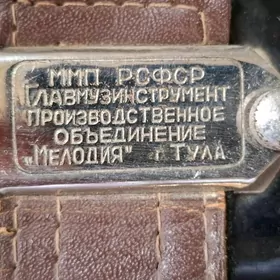 ММП РСФСР
ГЛАВМУЗИНСТРУМЕНТ
ПРОИЗВОДСТВЕННОЕ
ОБЪЕДИНЕНИЕ
„МЕЛОДИЯ" г ТУЛА